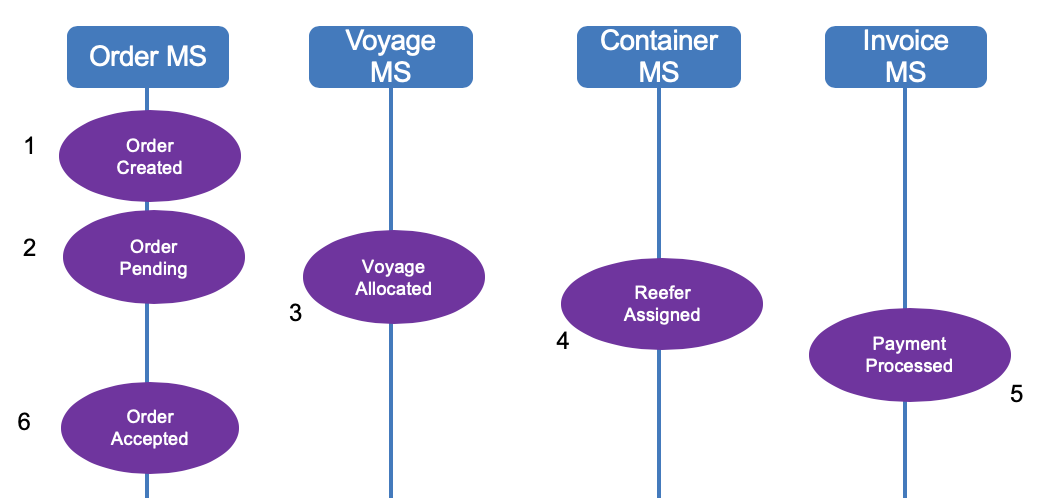 Order MS
Voyage
MS
Container
MS
Invoice
MS
1
Order
Created
2
Order
Pending
Voyage
Allocated
3
Reefer
Assigned
4
Payment
Processed
5
6
Order
Accepted